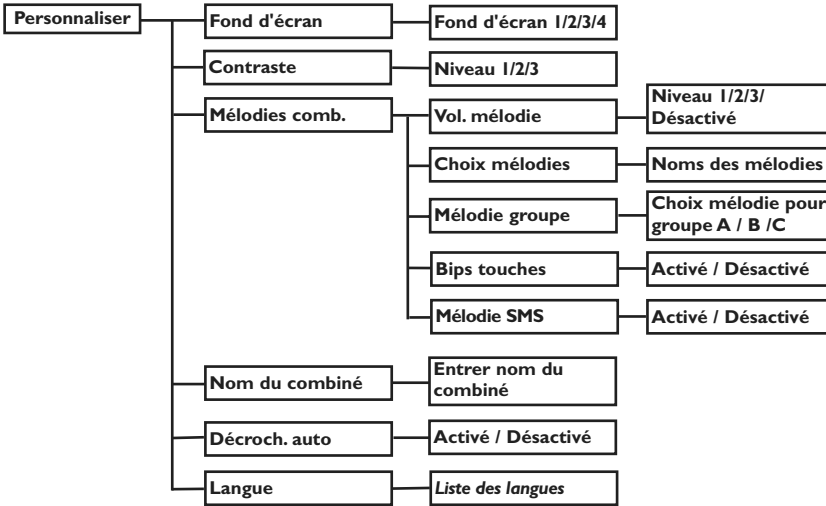 Personnaliser
Fond d'écran
Fond d'écran 1/2/3/4
Contraste
Niveau 1/2/3
Mélodies comb.
Vol. mélodie
Niveau 1/2/3/
Désactivé
Choix mélodies
Noms des mélodies
Mélodie groupe
Choix mélodie pour
groupe A / B /C
Bips touches
Activé / Désactivé
Mélodie SMS
Activé / Désactivé
Nom du combiné
Entrer nom du
combiné
Décroch. auto
Activé / Désactivé
Langue
Liste des langues